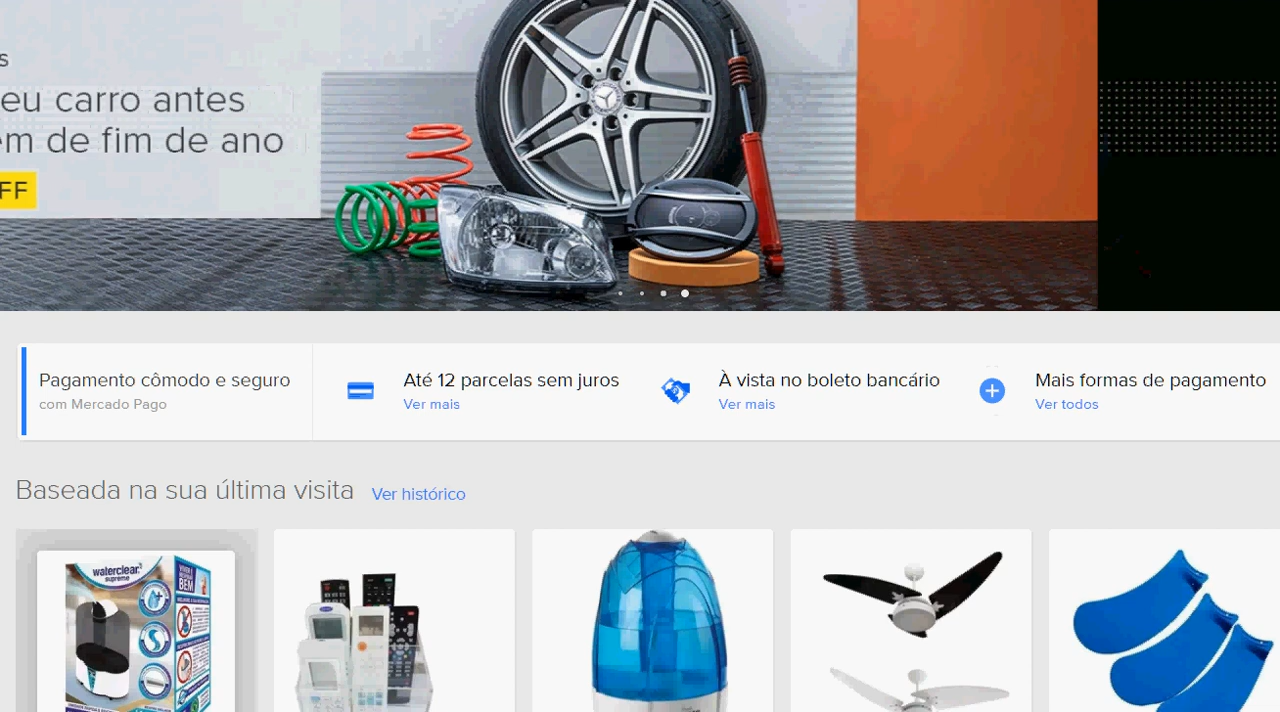 s
eu carro antes
em de fim de ano
FF
Pagamento cômodo e seguro
com Mercado Pago
Até 12 parcelas sem juros
Ver mais
À vista no boleto bancário
Ver mais
Mais formas de pagamento
Ver todos
Baseada na sua última visita
Ver histórico
waterclear
supreme
BEM